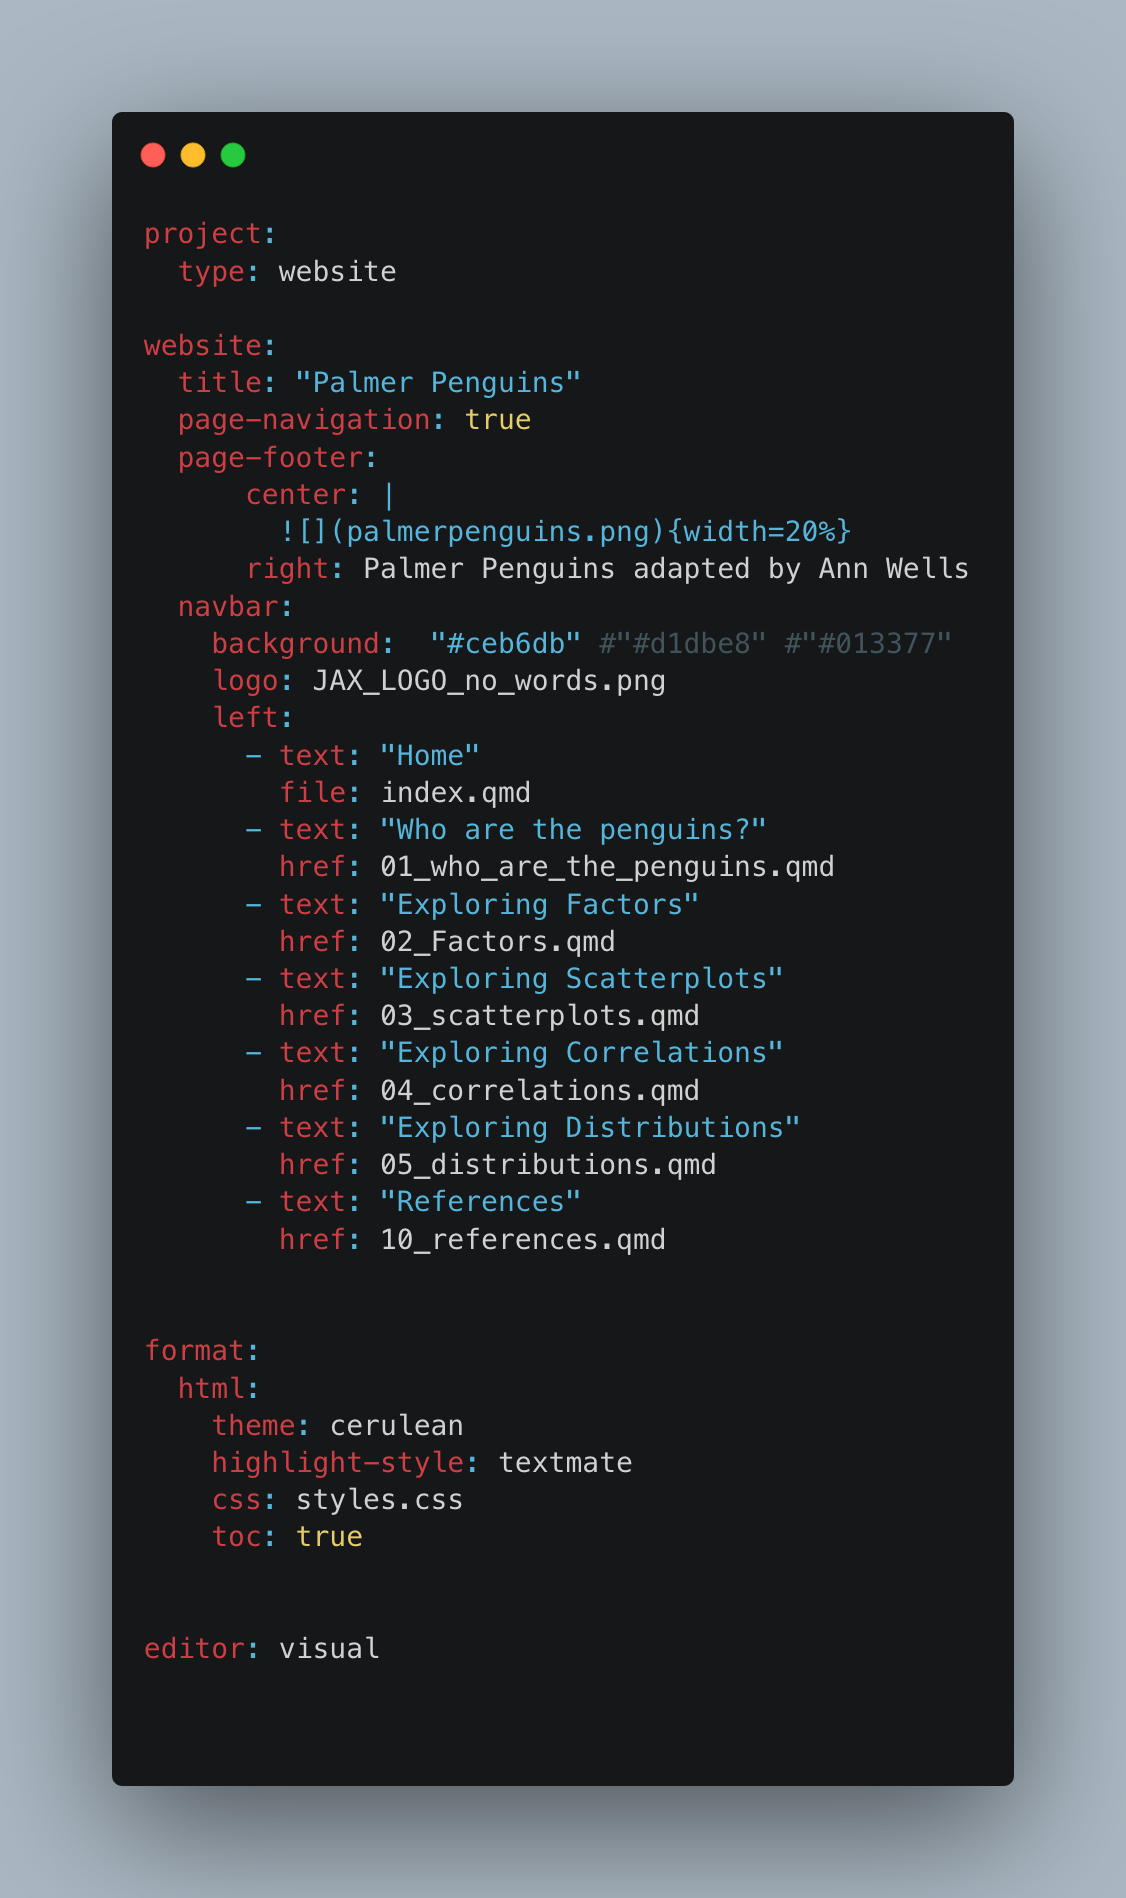 project:
  type: website

website:
  title: "Palmer Penguins"
  page-navigation: true
  page-footer:
      center: |
        ![](palmerpenguins.png){width=20%}
      right: Palmer Penguins adapted by Ann Wells
  navbar:
    background:  "#ceb6db" #"#d1dbe8" #"#013377"
    logo: JAX_LOGO_no_words.png
    left:
      - text: "Home"
        file: index.qmd
      - text: "Who are the penguins?"
        href: 01_who_are_the_penguins.qmd
      - text: "Exploring Factors"
        href: 02_Factors.qmd
      - text: "Exploring Scatterplots"
        href: 03_scatterplots.qmd
      - text: "Exploring Correlations"
        href: 04_correlations.qmd
      - text: "Exploring Distributions"
        href: 05_distributions.qmd
      - text: "References"
        href: 10_references.qmd


format:
  html:
    theme: cerulean
    highlight-style: textmate
    css: styles.css
    toc: true


editor: visual